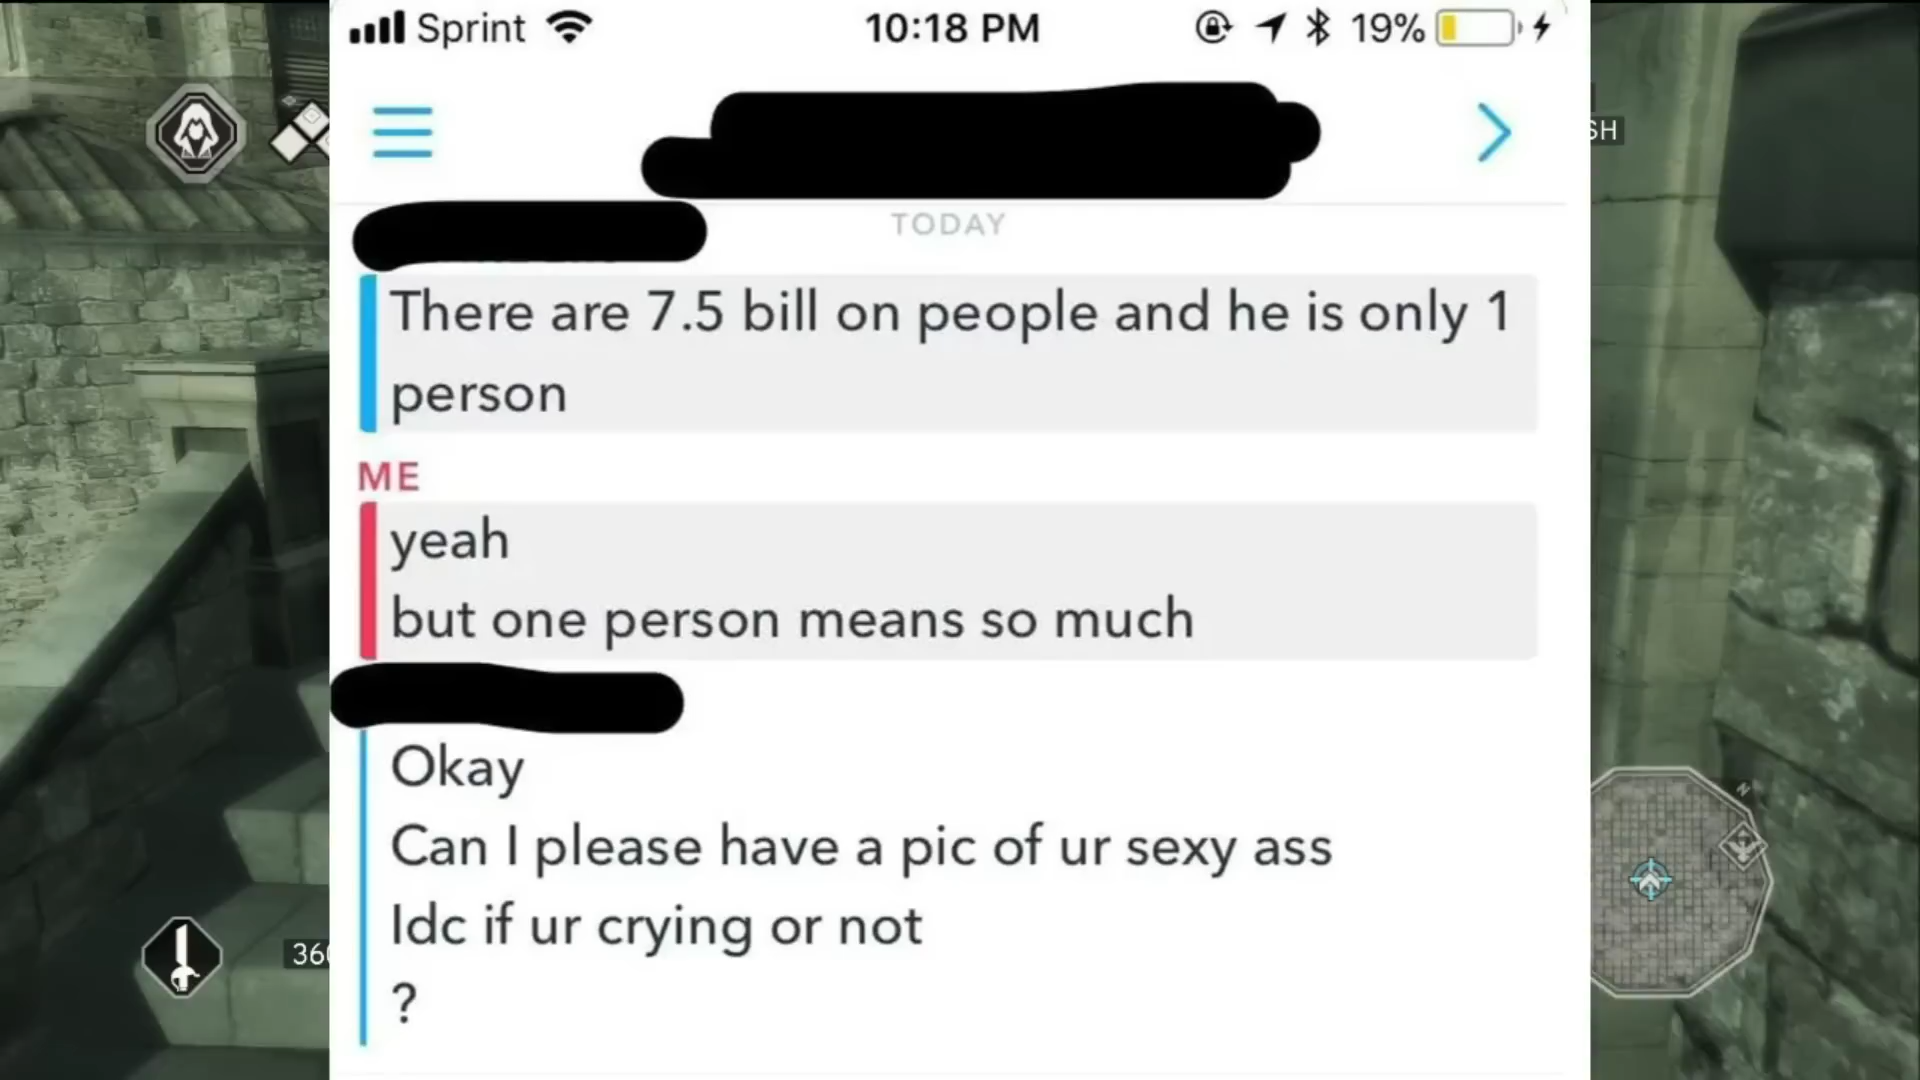 Sprint 10:18 PM 19%
SH
TODAY
There are 7.5 bill on people and he is only 1
person
ME
yeah
but one person means so much
Okay
Can I please have a pic of ur sexy ass
Idc if ur crying or not
?
N